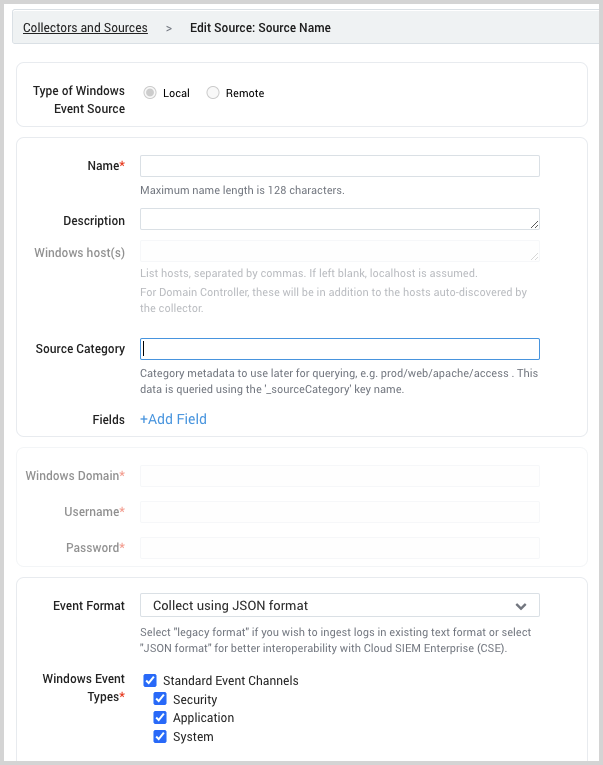 Collectors and Sources > Edit Source: Source Name
Type of Windows
Event Source
Local
Remote
Name*
Maximum name length is 128 characters.
Description
Windows host(s)
List hosts, separated by commas. If left blank, localhost is assumed.
For Domain Controller, these will be in addition to the hosts auto-discovered by
the collector.
Source Category
Category metadata to use later for querying, e.g. prod/web/apache/access . This
data is queried using the '_sourceCategory' key name.
Fields
+Add Field
Windows Domain*
Username*
Password*
Event Format
Collect using JSON format
Select "legacy format" if you wish to ingest logs in existing text format or select
"JSON format" for better interoperability with Cloud SIEM Enterprise (CSE).
Windows Event
Types*
Standard Event Channels
Security
Application
System